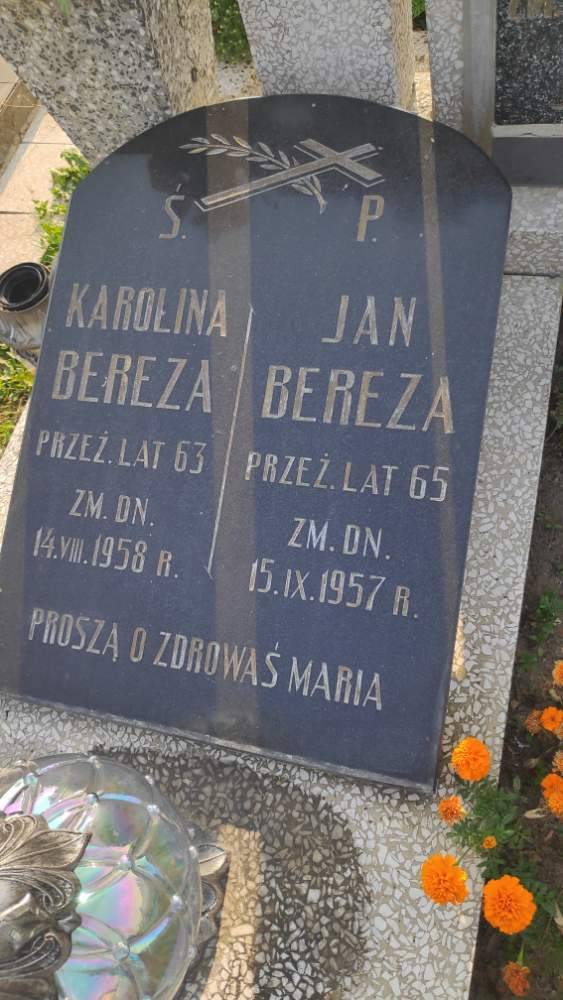 Ś. P.
KAROLINA
BEREZA
PRZEŻ. LAT 63
ZM. DN.
14.VIII.1958 R.
JAN
BEREZA
PRZEŻ. LAT 65
ZM. DN.
15.IX.1957 R.
PROSZĄ O ZDROWAŚ MARIA